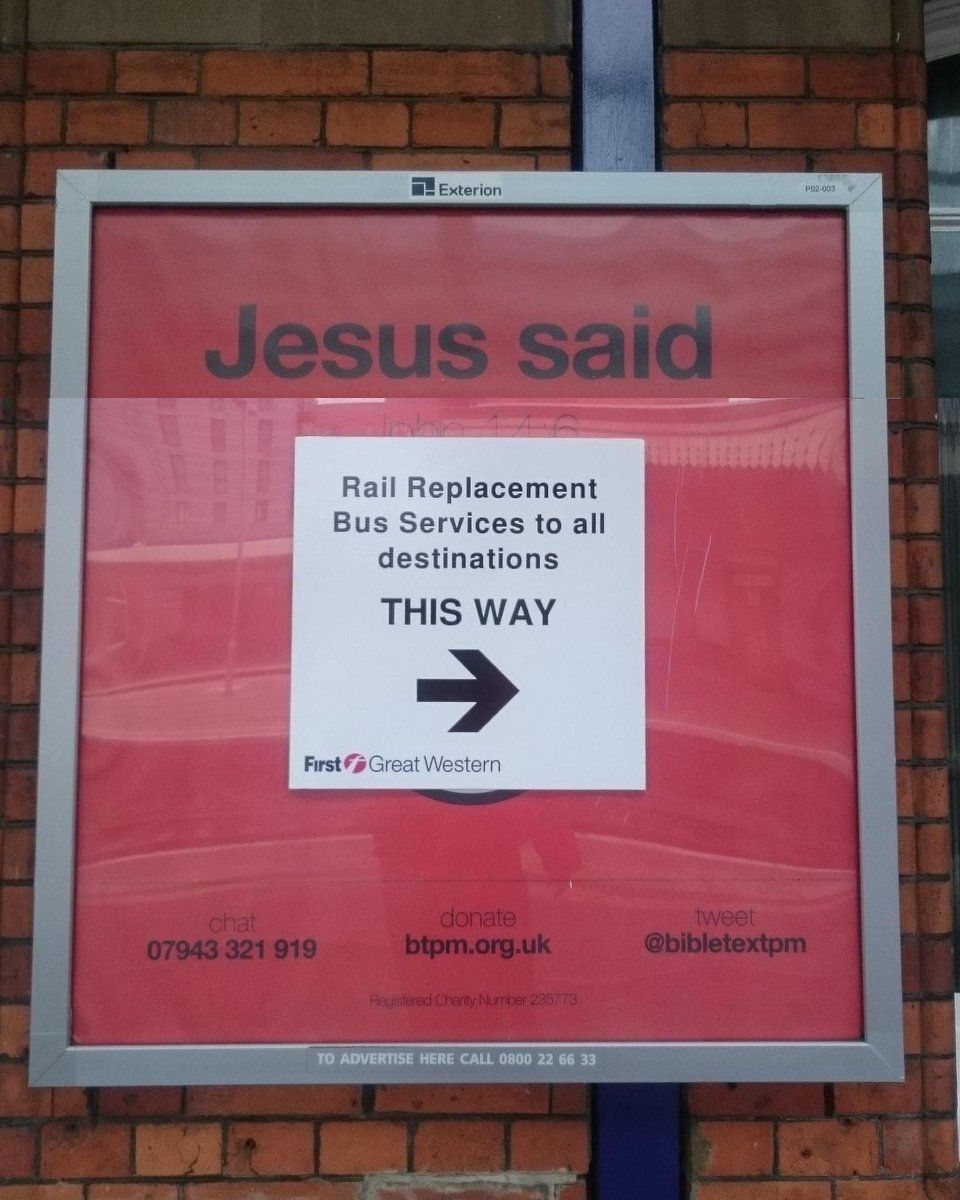 Exterion
P02-003
Jesus said
John 14:6
Rail Replacement
Bus Services to all
destinations
THIS WAY
First Great Western
chat
07943 321 919
donate
btpm.org.uk
tweet
@bibletextpm
Registered Charity Number 235773
TO ADVERTISE HERE CALL 0800 22 66 33